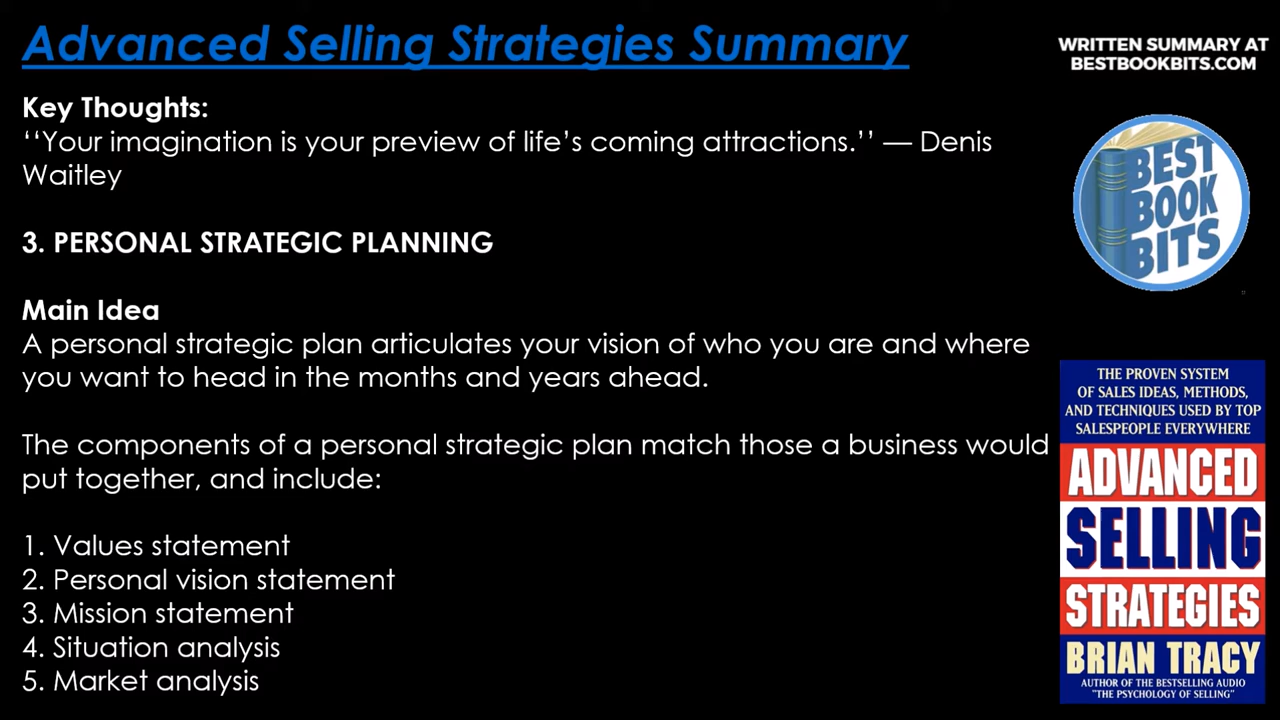 Advanced Selling Strategies Summary
WRITTEN SUMMARY AT
BESTBOOKBITS.COM
Key Thoughts:
‘‘Your imagination is your preview of life’s coming attractions.’’ — Denis
Waitley
3. PERSONAL STRATEGIC PLANNING
Main Idea
A personal strategic plan articulates your vision of who you are and where
you want to head in the months and years ahead.
The components of a personal strategic plan match those a business would
put together, and include:
1. Values statement
2. Personal vision statement
3. Mission statement
4. Situation analysis
5. Market analysis
BEST
BOOK
BITS
THE PROVEN SYSTEM
OF SALES IDEAS, METHODS,
AND TECHNIQUES USED BY TOP
SALESPEOPLE EVERYWHERE
ADVANCED
SELLING
STRATEGIES
BRIAN TRACY
AUTHOR OF THE BESTSELLING AUDIO
"THE PSYCHOLOGY OF SELLING"